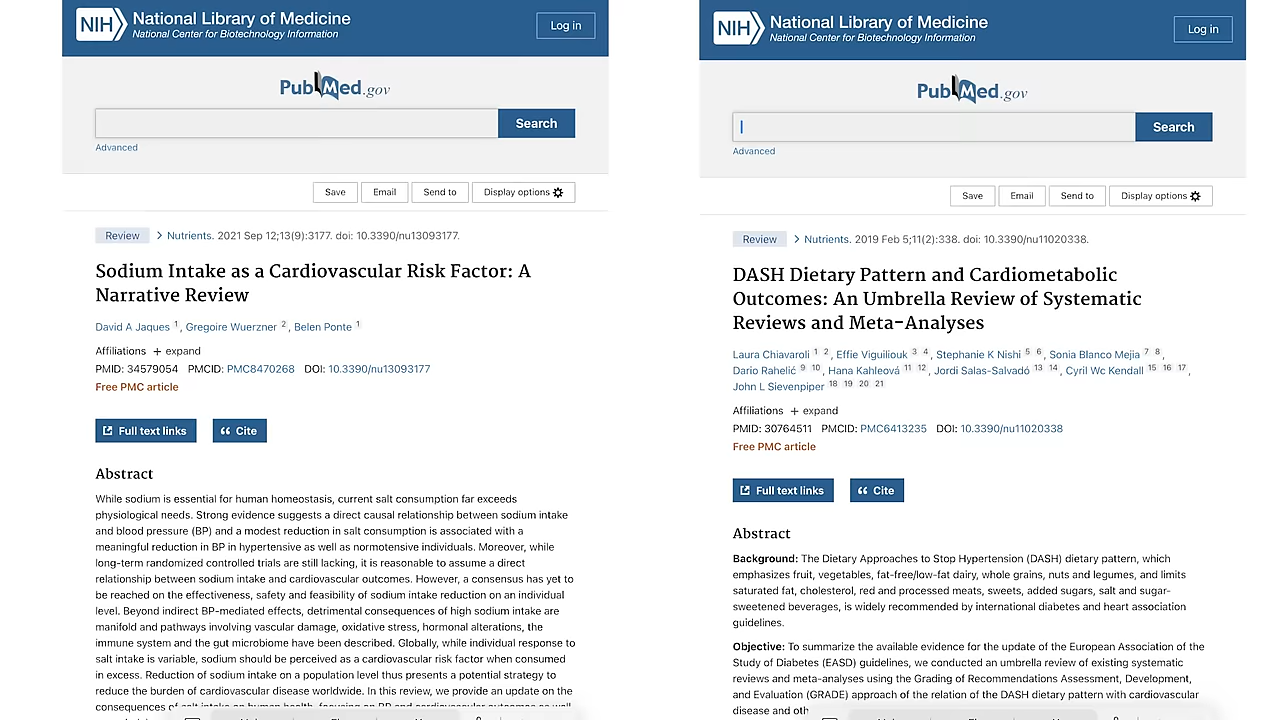 NIH National Library of Medicine
National Center for Biotechnology Information
Log in
PubMed.gov
Search
Advanced
Save Email Send to Display options
Review Nutrients. 2021 Sep 12;13(9):3177. doi: 10.3390/nu13093177.
Sodium Intake as a Cardiovascular Risk Factor: A
Narrative Review
David A Jaques 1, Gregoire Wuerzner 2, Belen Ponte 1
Affiliations + expand
PMID: 34579054 PMCID: PMC8470268 DOI: 10.3390/nu13093177
Free PMC article
Full text links Cite
Abstract
While sodium is essential for human homeostasis, current salt consumption far exceeds
physiological needs. Strong evidence suggests a direct causal relationship between sodium intake
and blood pressure (BP) and a modest reduction in salt consumption is associated with a
meaningful reduction in BP in hypertensive as well as normotensive individuals. Moreover, while
long-term randomized controlled trials are still lacking, it is reasonable to assume a direct
relationship between sodium intake and cardiovascular outcomes. However, a consensus has yet to
be reached on the effectiveness, safety and feasibility of sodium intake reduction on an individual
level. Beyond indirect BP-mediated effects, detrimental consequences of high sodium intake are
manifold and pathways involving vascular damage, oxidative stress, hormonal alterations, the
immune system and the gut microbiome have been described. Globally, while individual response to
salt intake is variable, sodium should be perceived as a cardiovascular risk factor when consumed
in excess. Reduction of sodium intake on a population level thus presents a potential strategy to
reduce the burden of cardiovascular disease worldwide. In this review, we provide an update on the
consequences of salt intake on human health, focusing on BP and cardiovascular outcomes as well
NIH National Library of Medicine
National Center for Biotechnology Information
Log in
PubMed.gov
Search
Advanced
Save Email Send to Display options
Review Nutrients. 2019 Feb 5;11(2):338. doi: 10.3390/nu11020338.
DASH Dietary Pattern and Cardiometabolic
Outcomes: An Umbrella Review of Systematic
Reviews and Meta-Analyses
Laura Chiavaroli 1 2, Effie Viguiliouk 3 4, Stephanie K Nishi 5 6, Sonia Blanco Mejia 7 8,
Dario Rahelić 9 10, Hana Kahleová 11 12, Jordi Salas-Salvadó 13 14, Cyril Wc Kendall 15 16 17,
John L Sievenpiper 18 19 20 21
Affiliations + expand
PMID: 30764511 PMCID: PMC6413235 DOI: 10.3390/nu11020338
Free PMC article
Full text links Cite
Abstract
Background: The Dietary Approaches to Stop Hypertension (DASH) dietary pattern, which
emphasizes fruit, vegetables, fat-free/low-fat dairy, whole grains, nuts and legumes, and limits
saturated fat, cholesterol, red and processed meats, sweets, added sugars, salt and sugar-
sweetened beverages, is widely recommended by international diabetes and heart association
guidelines.
Objective: To summarize the available evidence for the update of the European Association of the
Study of Diabetes (EASD) guidelines, we conducted an umbrella review of existing systematic
reviews and meta-analyses using the Grading of Recommendations Assessment, Development,
and Evaluation (GRADE) approach of the relation of the DASH dietary pattern with cardiovascular
disease and